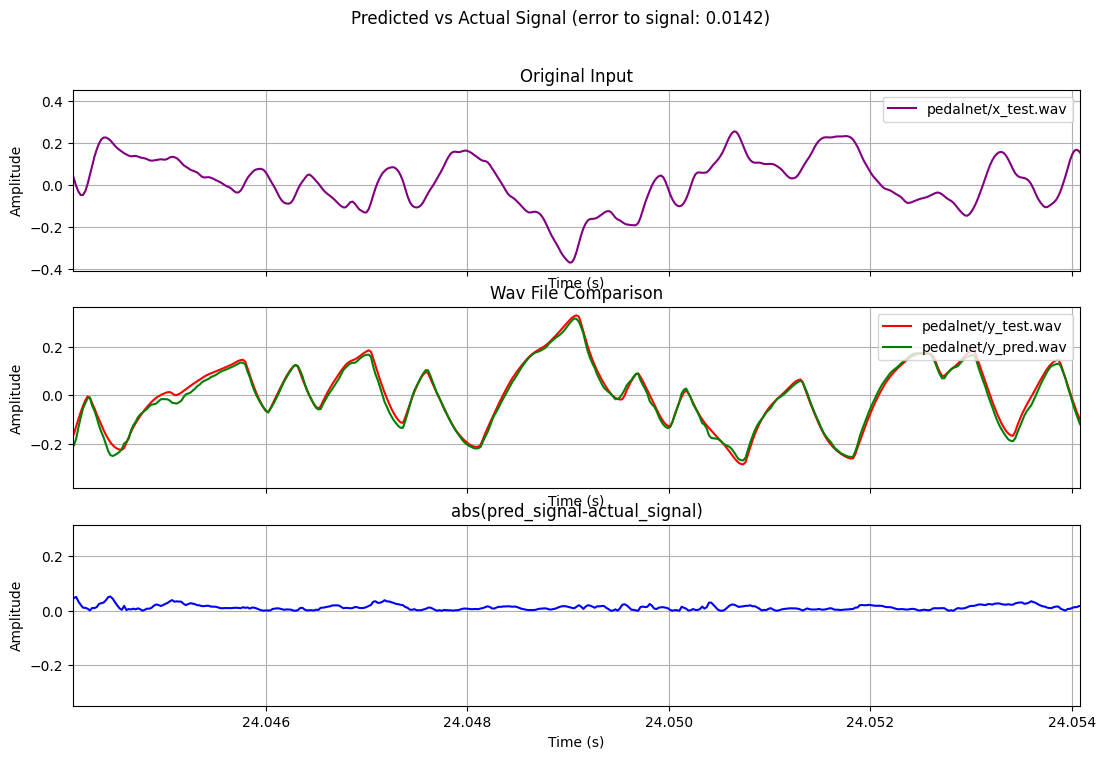 Predicted vs Actual Signal (error to signal: 0.0142)
Original Input
0.4
0.2
0.0
−0.2
−0.4
Amplitude
pedalnet/x_test.wav
Time (s)
Wav File Comparison
0.2
0.0
−0.2
Amplitude
pedalnet/y_test.wav
pedalnet/y_pred.wav
Time (s)
abs(pred_signal-actual_signal)
0.2
0.0
−0.2
Amplitude
24.046 24.048 24.050 24.052 24.054
Time (s)